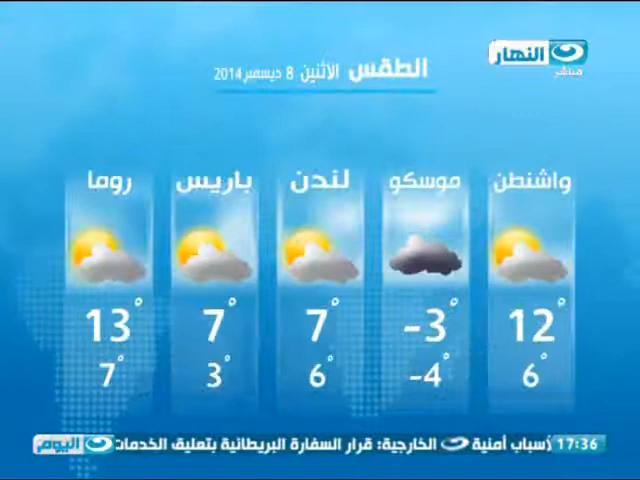 النهار
مباشر
الطقس الاثنين 8 ديسمبر 2014
واشنطن موسكو لندن باريس روما
12° -3° 7° 7° 13°
6° -4° 6° 3° 7°
17:36 لأسباب أمنية الخارجية: قرار السفارة البريطانية بتعليق الخدمات اليوم